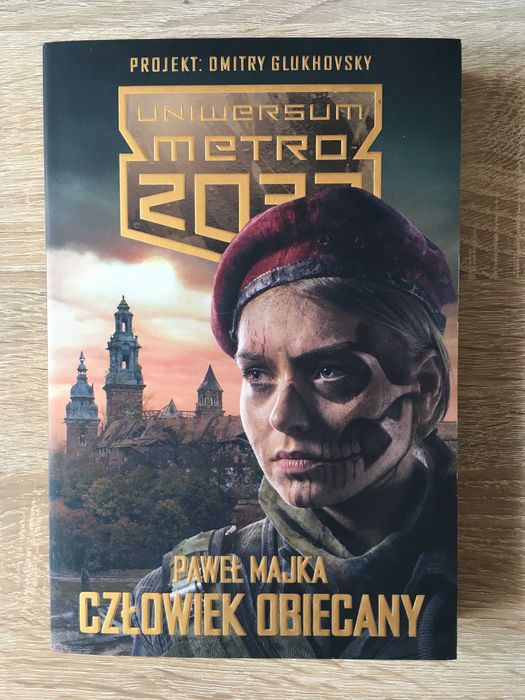 PROJEKT: DMITRY GLUKHOVSKY
UNIWERSUM
METRO
2033
PAWEŁ MAJKA
CZŁOWIEK OBIECANY